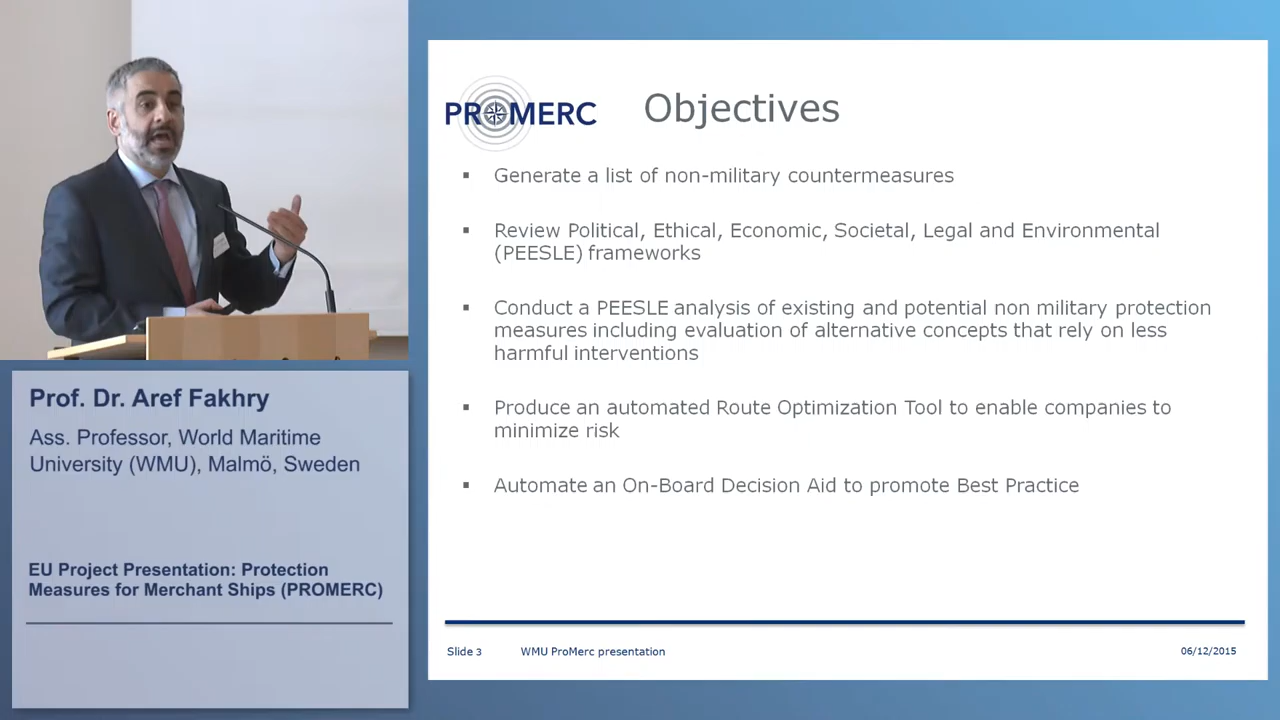 PROMERC
Objectives
▪ Generate a list of non-military countermeasures
▪ Review Political, Ethical, Economic, Societal, Legal and Environmental
(PEESLE) frameworks
▪ Conduct a PEESLE analysis of existing and potential non military protection
measures including evaluation of alternative concepts that rely on less
harmful interventions
▪ Produce an automated Route Optimization Tool to enable companies to
minimize risk
▪ Automate an On-Board Decision Aid to promote Best Practice
Slide 3 WMU ProMerc presentation 06/12/2015
Prof. Dr. Aref Fakhry
Ass. Professor, World Maritime
University (WMU), Malmö, Sweden
EU Project Presentation: Protection
Measures for Merchant Ships (PROMERC)